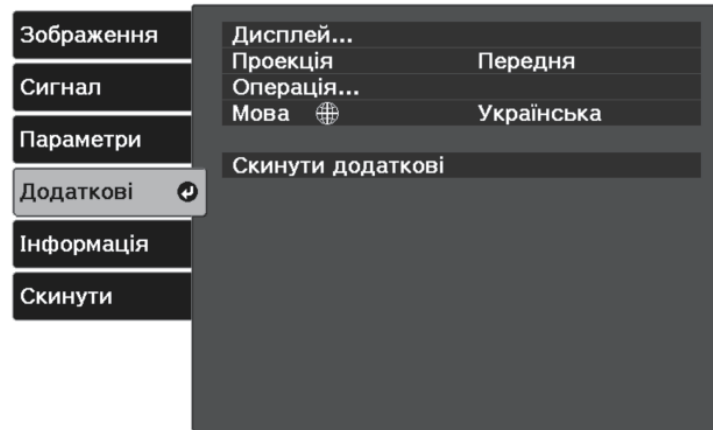 Зображення
Сигнал
Параметри
Додаткові
Інформація
Скинути
Дисплей...
Проекція Передня
Операція...
Мова Українська
Скинути додаткові